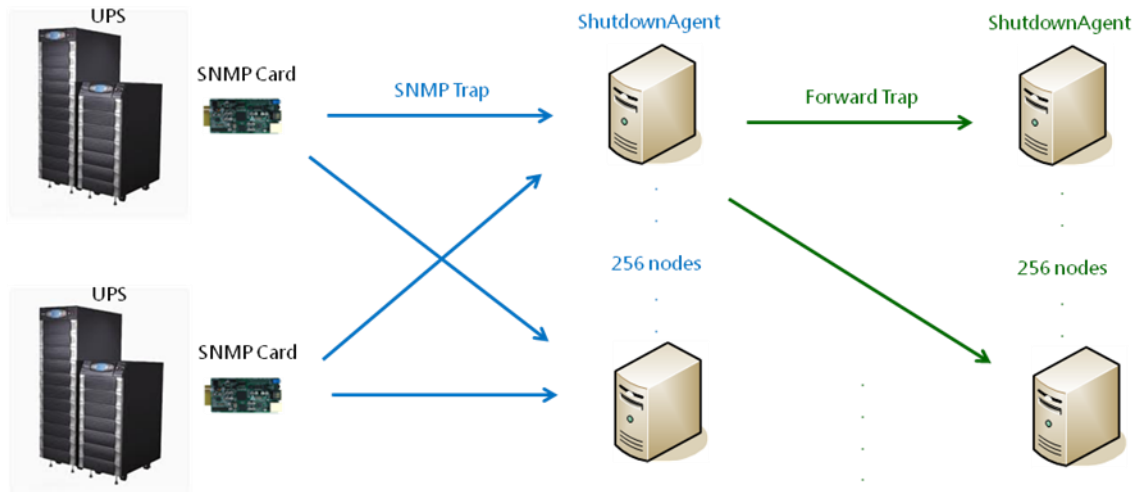 UPS
SNMP Card
SNMP Trap
ShutdownAgent
Forward Trap
ShutdownAgent
256 nodes
256 nodes
UPS
SNMP Card